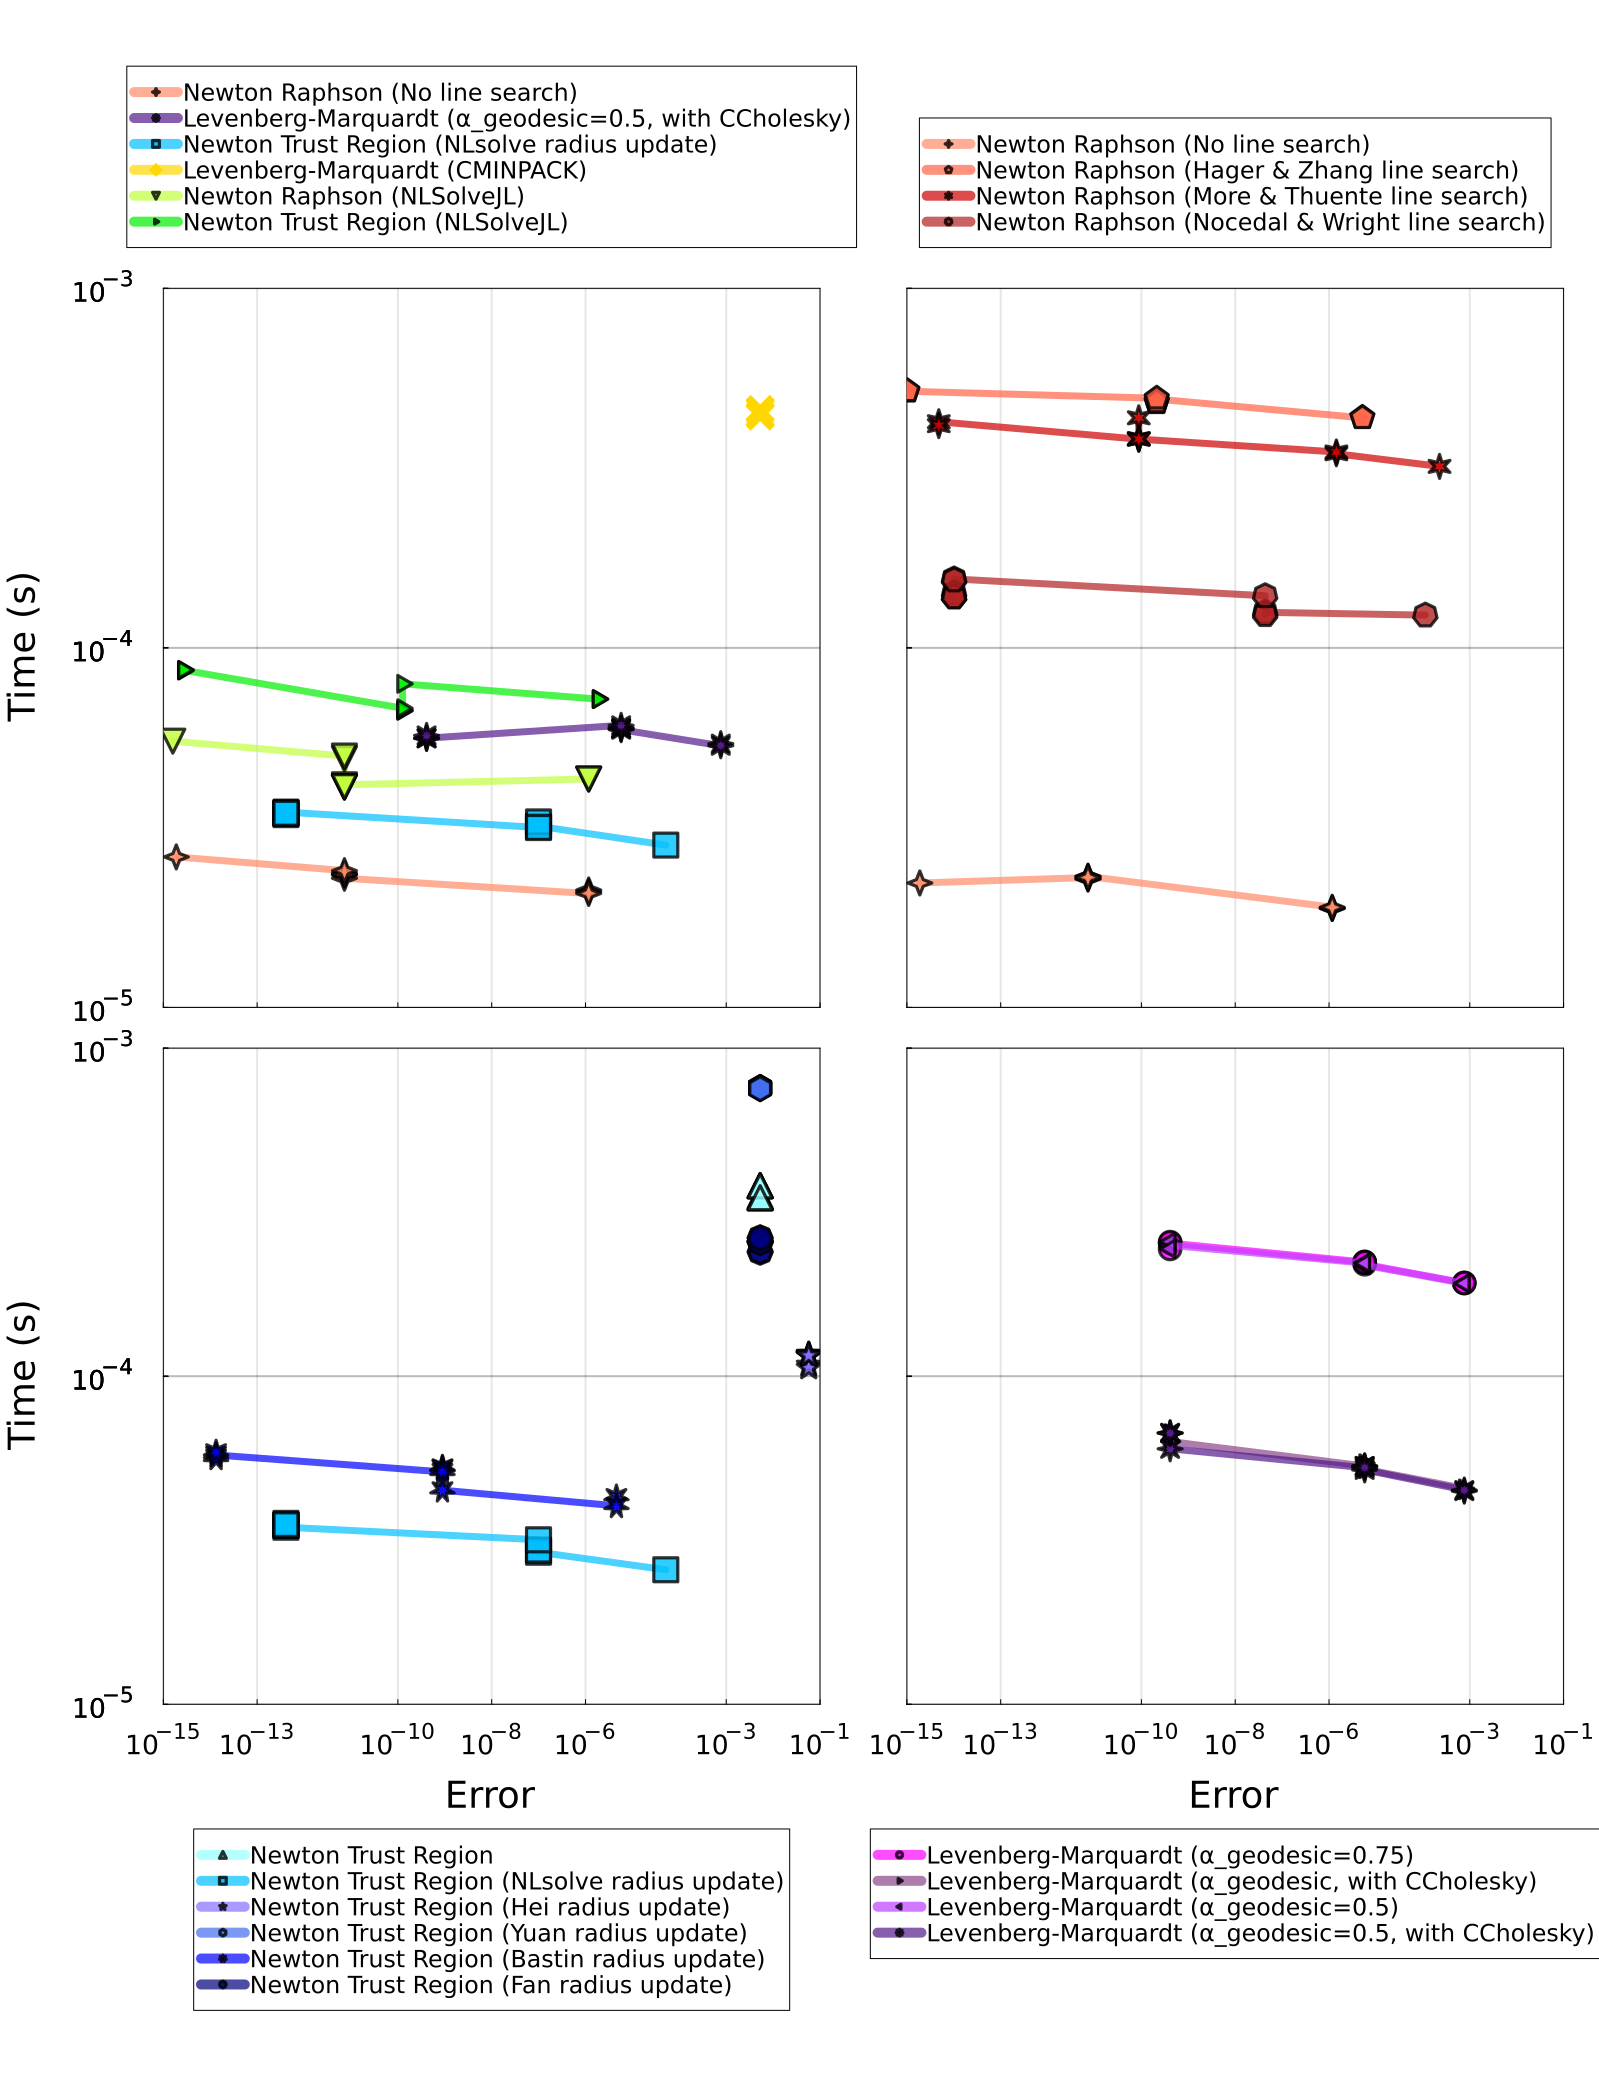 Newton Raphson (No line search)
Levenberg-Marquardt (α_geodesic=0.5, with CCholesky)
Newton Trust Region (NLsolve radius update)
Levenberg-Marquardt (CMINPACK)
Newton Raphson (NLSolveJL)
Newton Trust Region (NLSolveJL)
Newton Raphson (No line search)
Newton Raphson (Hager & Zhang line search)
Newton Raphson (More & Thuente line search)
Newton Raphson (Nocedal & Wright line search)
10⁻³
Time (s)
10⁻⁴
10⁻⁵
10⁻³
Time (s)
10⁻⁴
10⁻⁵
10⁻¹⁵ 10⁻¹³ 10⁻¹⁰ 10⁻⁸ 10⁻⁶ 10⁻³ 10⁻¹
Error
10⁻¹⁵ 10⁻¹³ 10⁻¹⁰ 10⁻⁸ 10⁻⁶ 10⁻³ 10⁻¹
Error
Newton Trust Region
Newton Trust Region (NLsolve radius update)
Newton Trust Region (Hei radius update)
Newton Trust Region (Yuan radius update)
Newton Trust Region (Bastin radius update)
Newton Trust Region (Fan radius update)
Levenberg-Marquardt (α_geodesic=0.75)
Levenberg-Marquardt (α_geodesic, with CCholesky)
Levenberg-Marquardt (α_geodesic=0.5)
Levenberg-Marquardt (α_geodesic=0.5, with CCholesky)